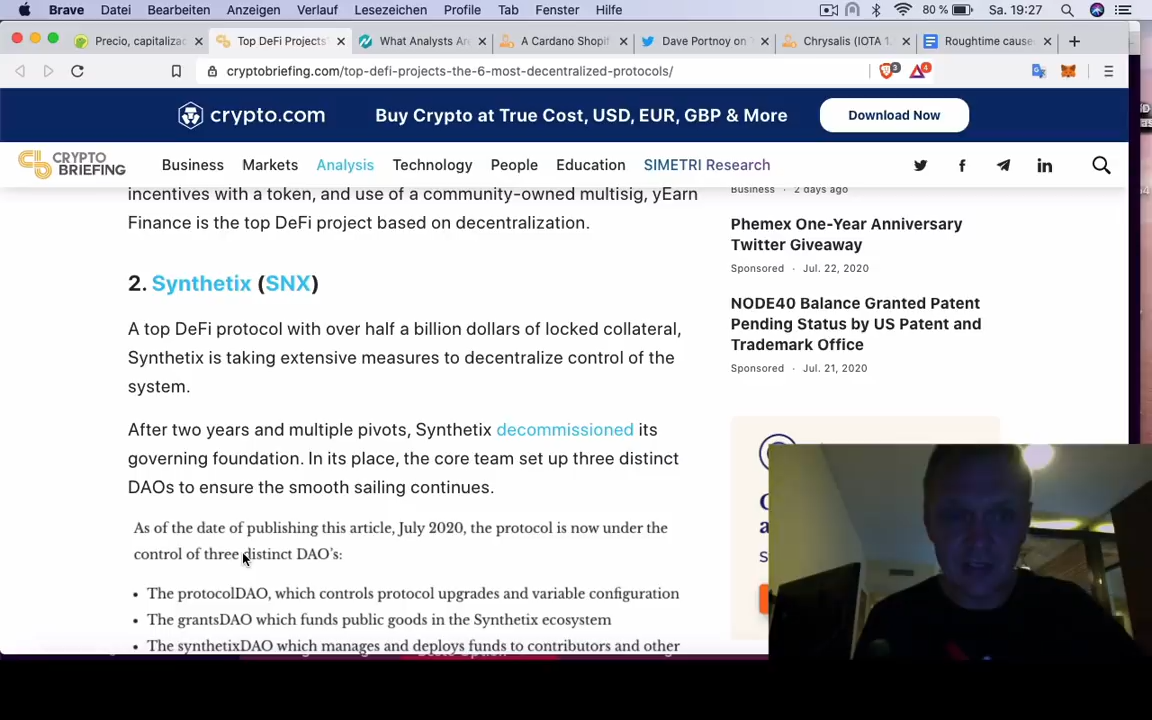 Brave Datei Bearbeiten Anzeigen Verlauf Lesezeichen Profile Tab Fenster Hilfe 80 % Sa. 19:27
Precio, capitalizac Top DeFi Projects What Analysts Are A Cardano Shopif Dave Portnoy on T Chrysalis (IOTA 1. Roughtime cause
cryptobriefing.com/top-defi-projects-the-6-most-decentralized-protocols/ 3 4
crypto.com Buy Crypto at True Cost, USD, EUR, GBP & More Download Now
CRYPTO BRIEFING Business Markets Analysis Technology People Education SIMETRI Research
incentives with a token, and use of a community-owned multisig, yEarn
Finance is the top DeFi project based on decentralization.
2. Synthetix (SNX)
A top DeFi protocol with over half a billion dollars of locked collateral,
Synthetix is taking extensive measures to decentralize control of the
system.
After two years and multiple pivots, Synthetix decommissioned its
governing foundation. In its place, the core team set up three distinct
DAOs to ensure the smooth sailing continues.
As of the date of publishing this article, July 2020, the protocol is now under the
control of three distinct DAO's:
• The protocolDAO, which controls protocol upgrades and variable configuration
• The grantsDAO which funds public goods in the Synthetix ecosystem
• The synthetixDAO which manages and deploys funds to contributors and other
Business · 2 days ago
Phemex One-Year Anniversary
Twitter Giveaway
Sponsored · Jul. 22, 2020
NODE40 Balance Granted Patent
Pending Status by US Patent and
Trademark Office
Sponsored · Jul. 21, 2020